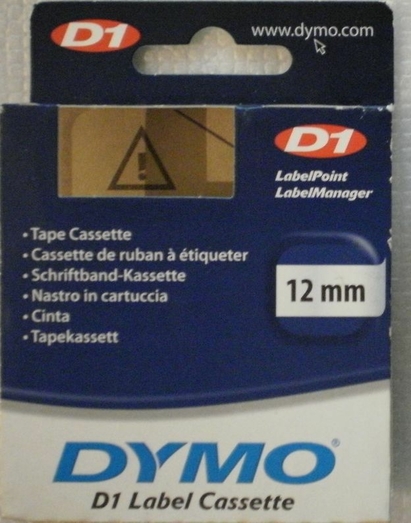 D1
www.dymo.com
D1
LabelPoint
LabelManager
• Tape Cassette
• Cassette de ruban à étiqueter
• Schriftband-Kassette
• Nastro in cartuccia
• Cinta
• Tapekassett
12 mm
DYMO®
D1 Label Cassette